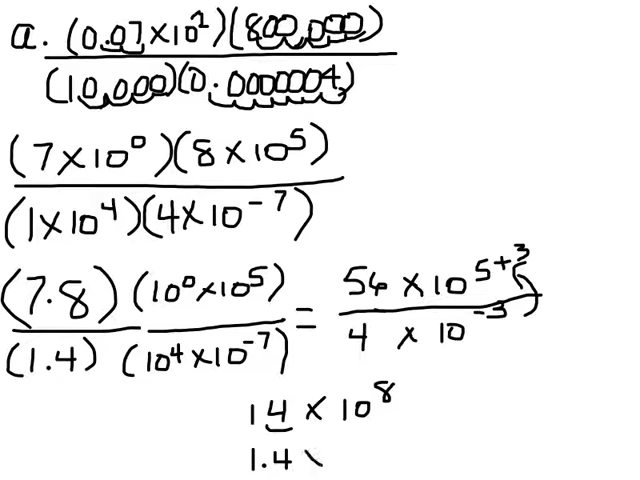 a. (0.07 × 10²)(800,000)
(10,000)(0.0000004)
(7 × 10⁰)(8 × 10⁵)
(1 × 10⁴)(4 × 10⁻⁷)
(7.8) (10⁰ × 10⁵) = 56 × 10⁵⁺³
(1.4) (10⁴ × 10⁻⁷) 4 × 10⁻³
14 × 10⁸
1.4